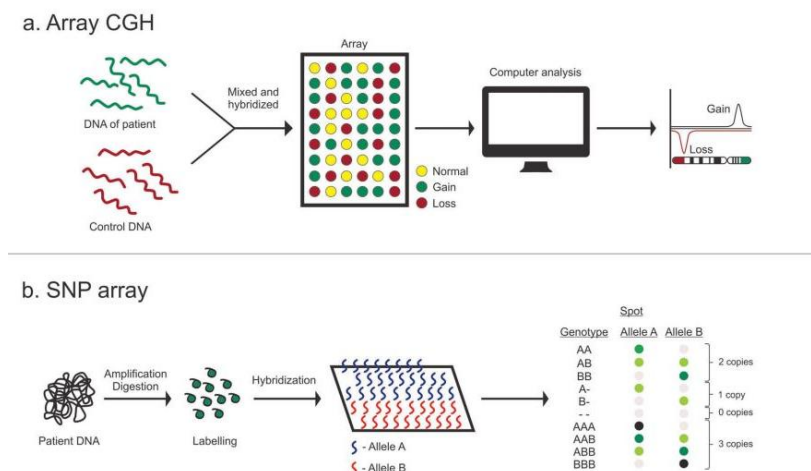 a. Array CGH
DNA of patient
Control DNA
Mixed and
hybridized
Array
Normal
Gain
Loss
Computer analysis
Gain
Loss
b. SNP array
Patient DNA
Amplification
Digestion
Labelling
Hybridization
- Allele A
- Allele B
Spot
Genotype Allele A Allele B
AA
AB
BB
2 copies
A-
B-
1 copy
- -
0 copies
AAA
AAB
ABB
BBB
3 copies